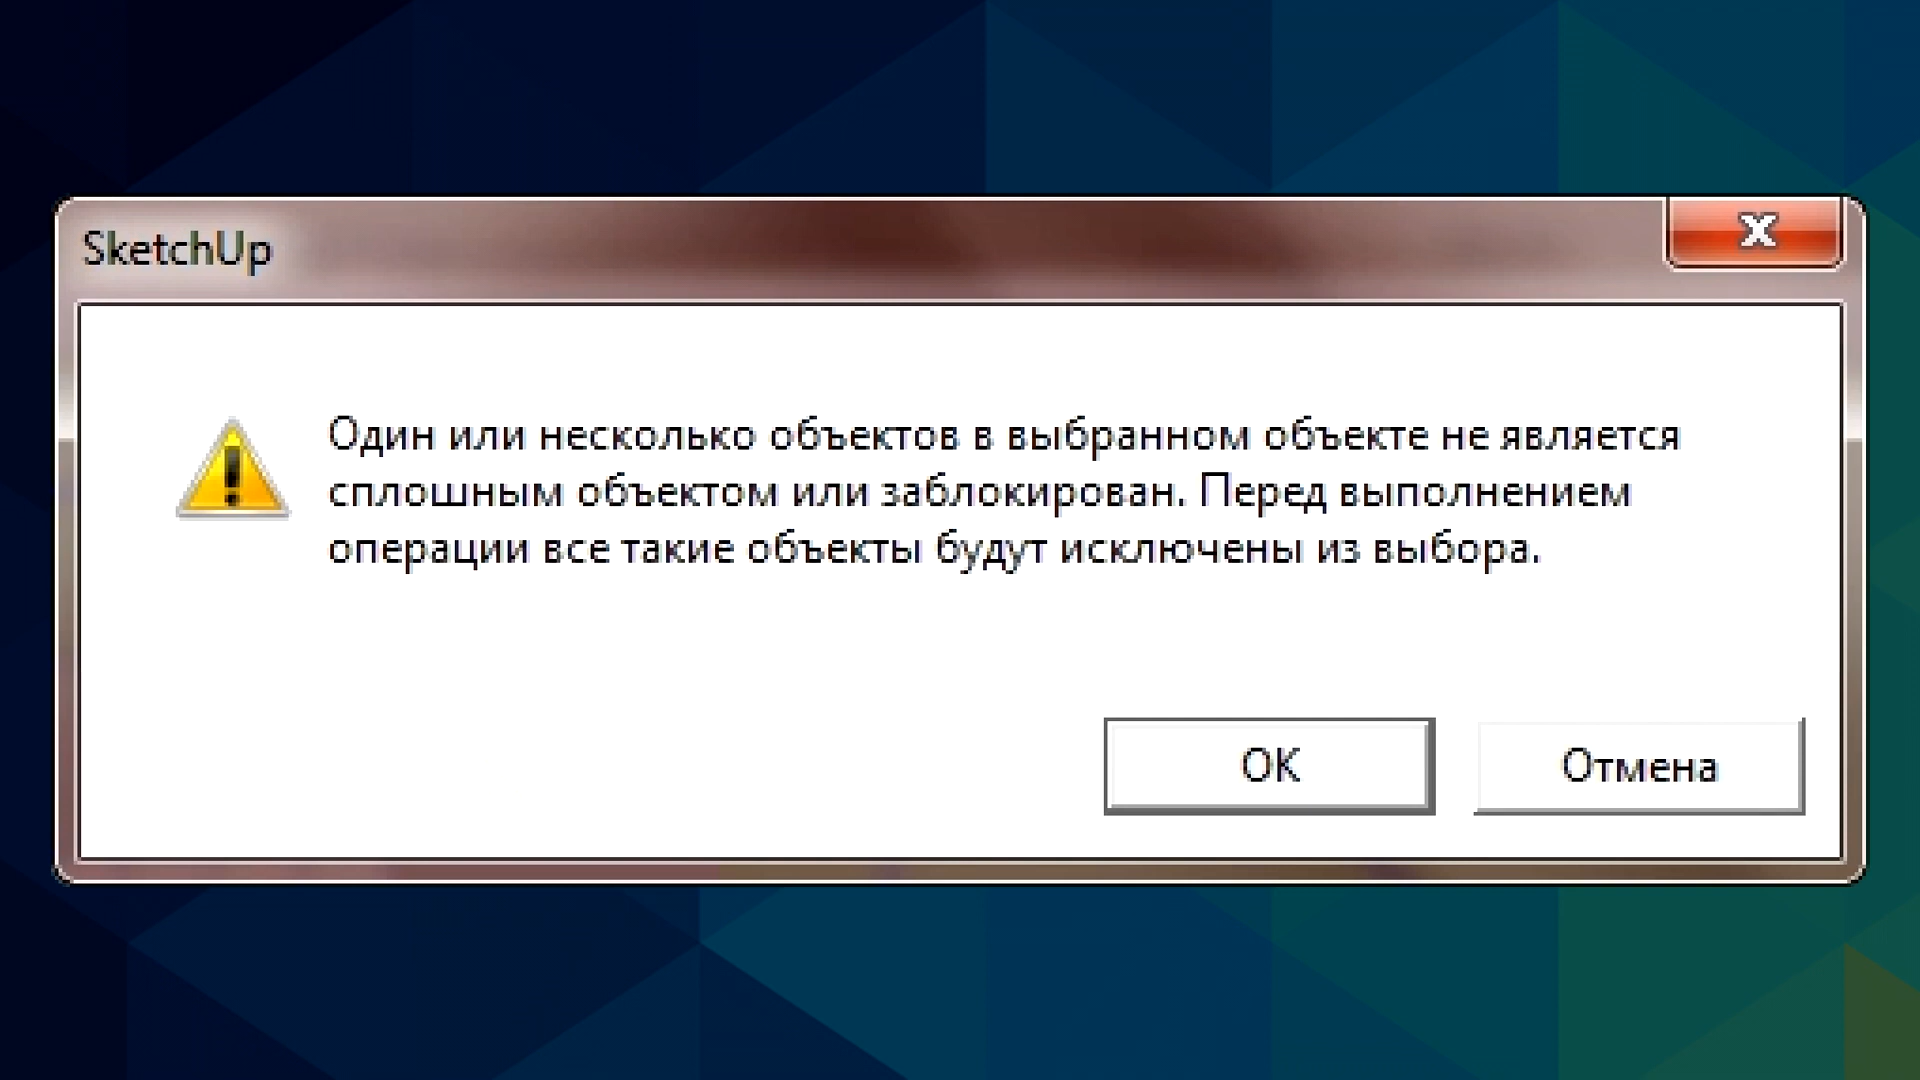 SketchUp
Один или несколько объектов в выбранном объекте не является
сплошным объектом или заблокирован. Перед выполнением
операции все такие объекты будут исключены из выбора.
ОК
Отмена